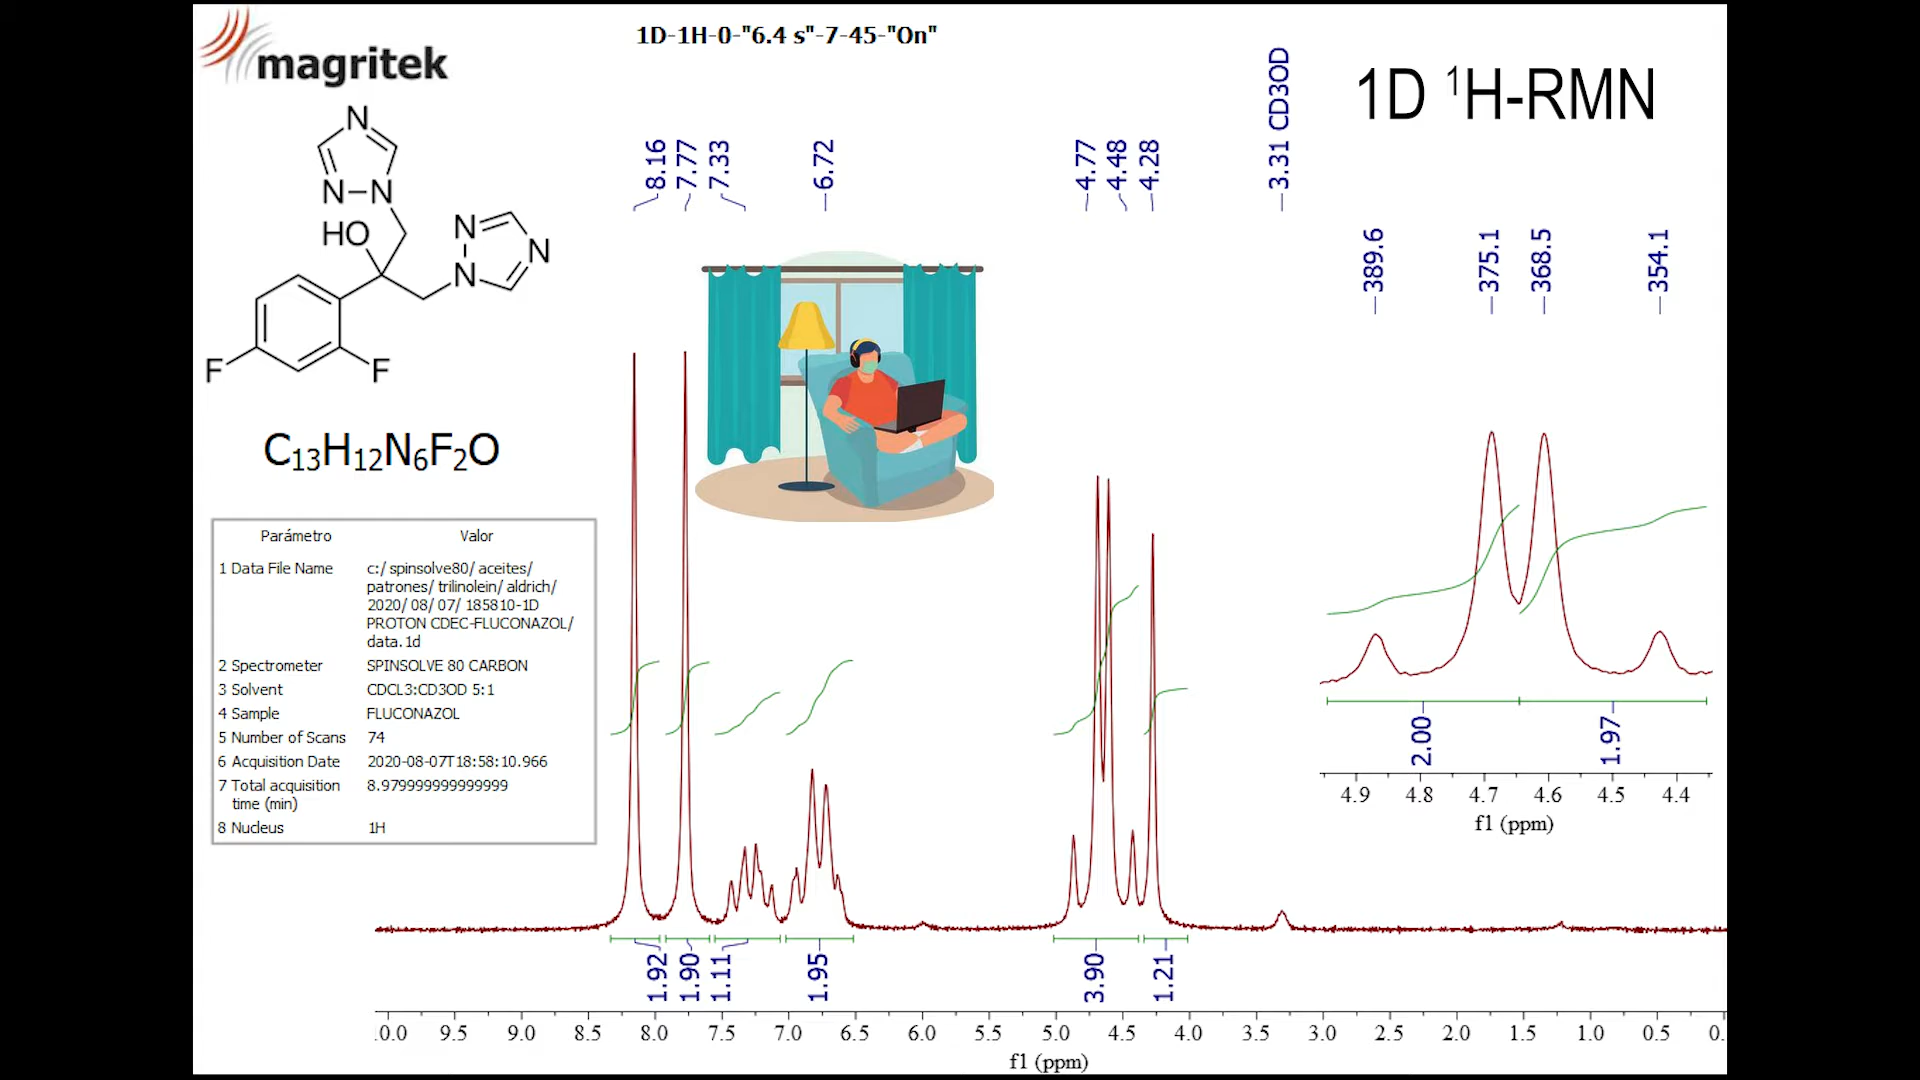 magritek
1D-1H-0-"6.4 s"-7-45-"On"
1D ¹H-RMN
8.16
7.77
7.33
6.72
4.77
4.48
4.28
3.31 CD3OD
389.6
375.1
368.5
354.1
N
N
N
HO
N
N
N
F
F
C₁₃H₁₂N₆F₂O
Parámetro Valor
1 Data File Name c:/ spinsolve80/ aceites/
patrones/ trilinolein/ aldrich/
2020/ 08/ 07/ 185810-1D
PROTON CDEC-FLUCONAZOL/
data.1d
2 Spectrometer SPINSOLVE 80 CARBON
3 Solvent CDCL3:CD3OD 5:1
4 Sample FLUCONAZOL
5 Number of Scans 74
6 Acquisition Date 2020-08-07T18:58:10.966
7 Total acquisition 8.979999999999999
time (min)
8 Nucleus 1H
2.00
1.97
4.9 4.8 4.7 4.6 4.5 4.4
f1 (ppm)
1.92
1.90
1.11
1.95
3.90
1.21
.0.0 9.5 9.0 8.5 8.0 7.5 7.0 6.5 6.0 5.5 5.0 4.5 4.0 3.5 3.0 2.5 2.0 1.5 1.0 0.5 0.
f1 (ppm)